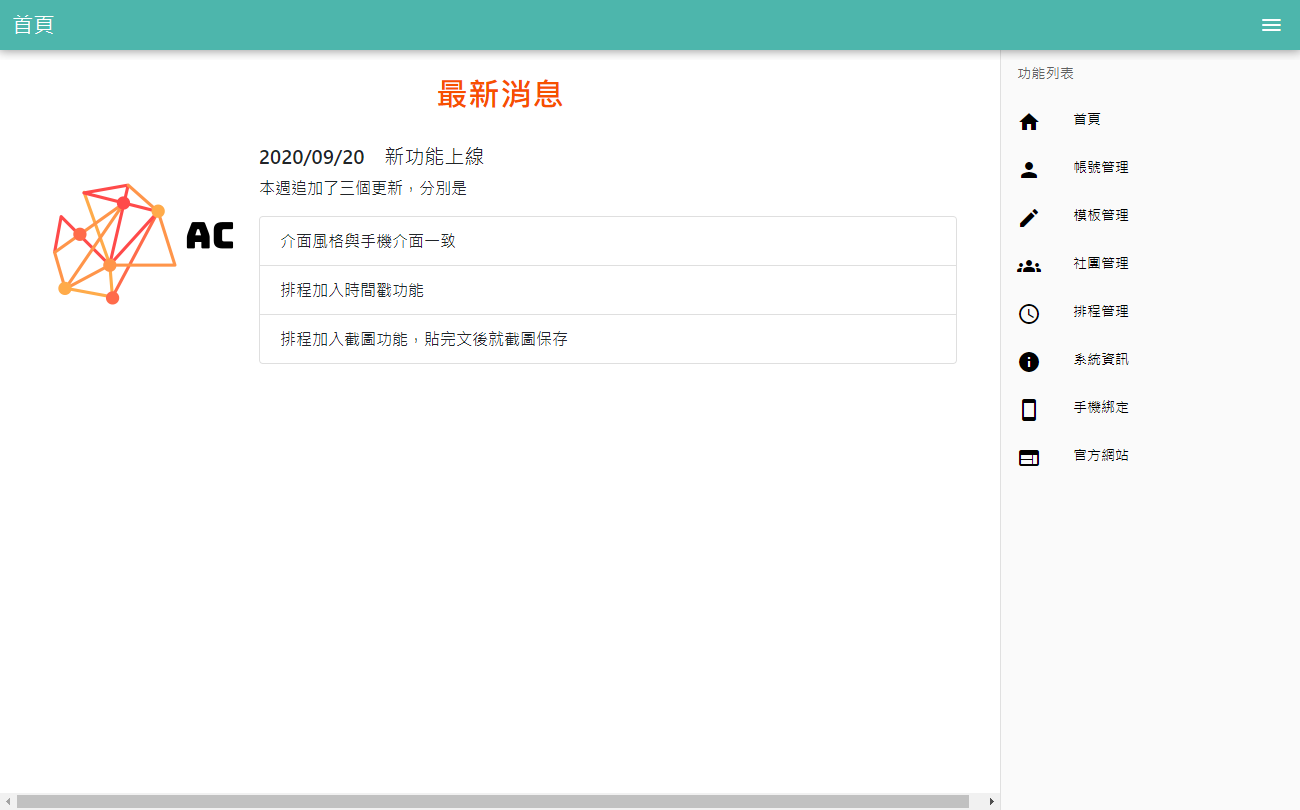 首頁
最新消息
2020/09/20 新功能上線
本週追加了三個更新，分別是
AC
介面風格與手機介面一致
排程加入時間戳功能
排程加入截圖功能，貼完文後就截圖保存
功能列表
首頁
帳號管理
模板管理
社團管理
排程管理
系統資訊
手機綁定
官方網站